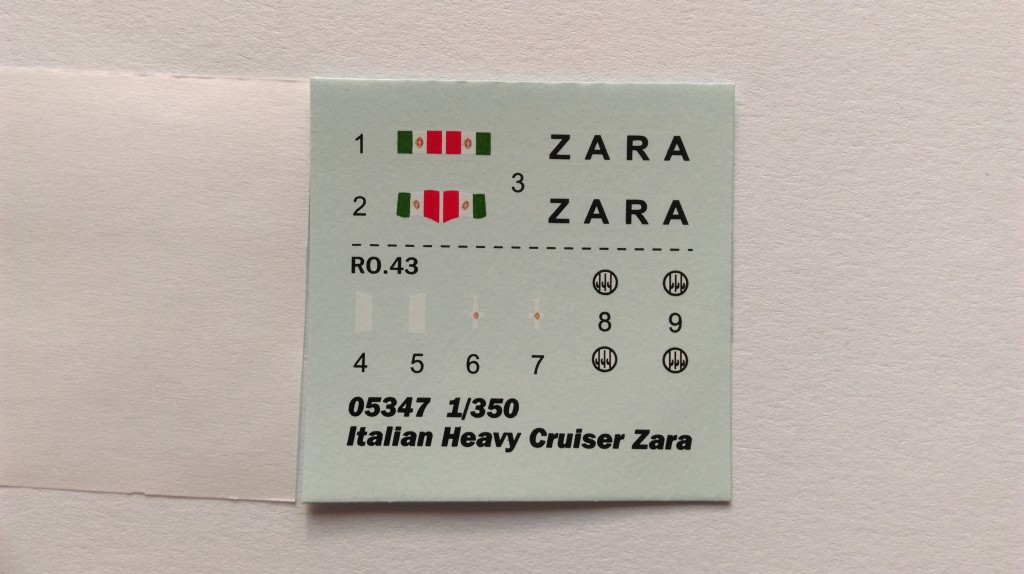 1 ZARA
3
2 ZARA
RO.43
8 9
4 5 6 7
05347 1/350
Italian Heavy Cruiser Zara